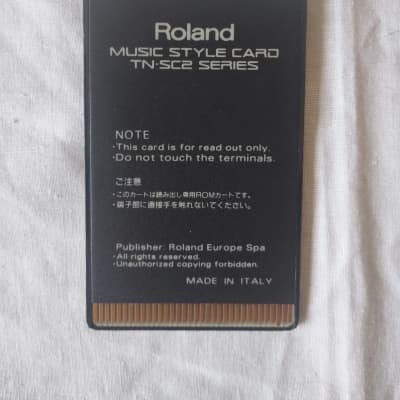 Roland
MUSIC STYLE CARD
TN-SC2 SERIES
NOTE
·This card is for read out only.
·Do not touch the terminals.
ご注意
・このカートは読み出し専用ROMカートです。
・端子部に直接手を触れないでください。
Publisher: Roland Europe Spa
·All rights reserved.
·Unauthorized copying forbidden.
MADE IN ITALY